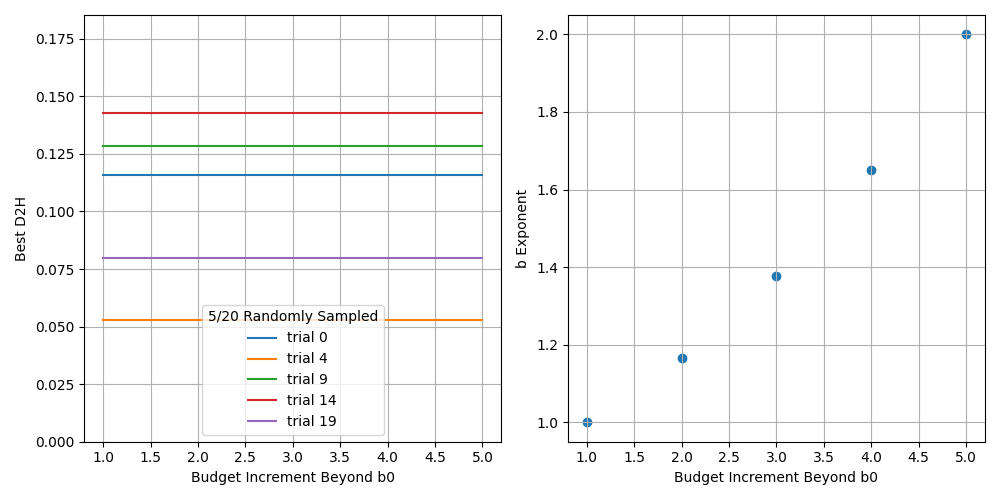 0.175
0.150
0.125
0.100
0.075
0.050
0.025
0.000
Best D2H
5/20 Randomly Sampled
trial 0
trial 4
trial 9
trial 14
trial 19
1.0 1.5 2.0 2.5 3.0 3.5 4.0 4.5 5.0
Budget Increment Beyond b0
2.0
1.8
1.6
1.4
1.2
1.0
b Exponent
1.0 1.5 2.0 2.5 3.0 3.5 4.0 4.5 5.0
Budget Increment Beyond b0